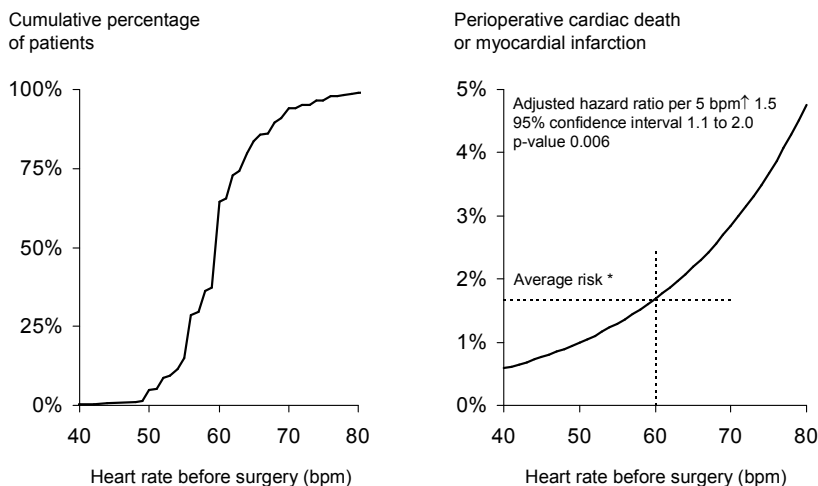 Cumulative percentage
of patients
100%
75%
50%
25%
0%
40
50
60
70
80
Heart rate before surgery (bpm)
Perioperative cardiac death
or myocardial infarction
5%
4%
3%
2%
1%
0%
Adjusted hazard ratio per 5 bpm↑ 1.5
95% confidence interval 1.1 to 2.0
p-value 0.006
Average risk *
40
50
60
70
80
Heart rate before surgery (bpm)